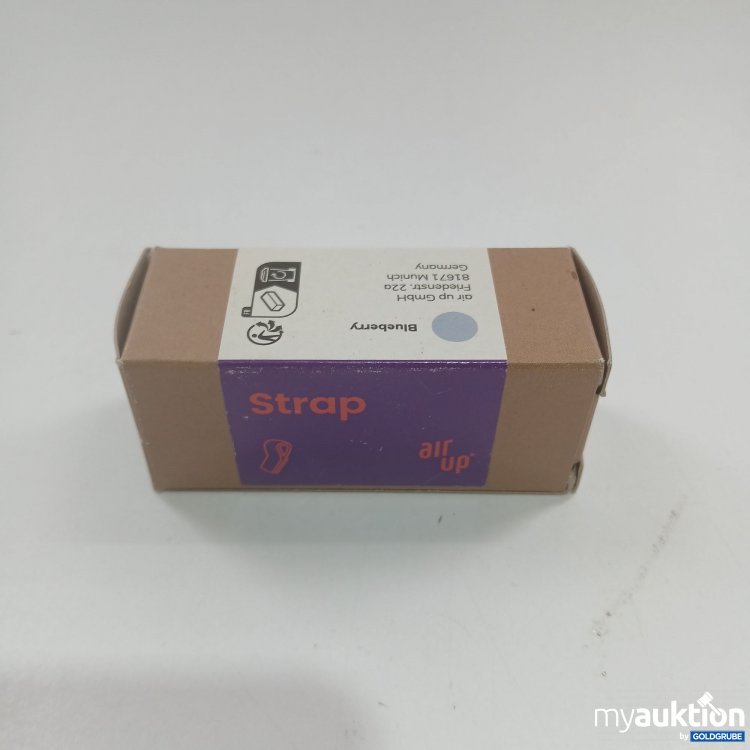 Blueberry
air up GmbH
Friedenstr. 22a
81671 Munich
Germany
Strap
air
up
myauktion
by GOLDGRUBE